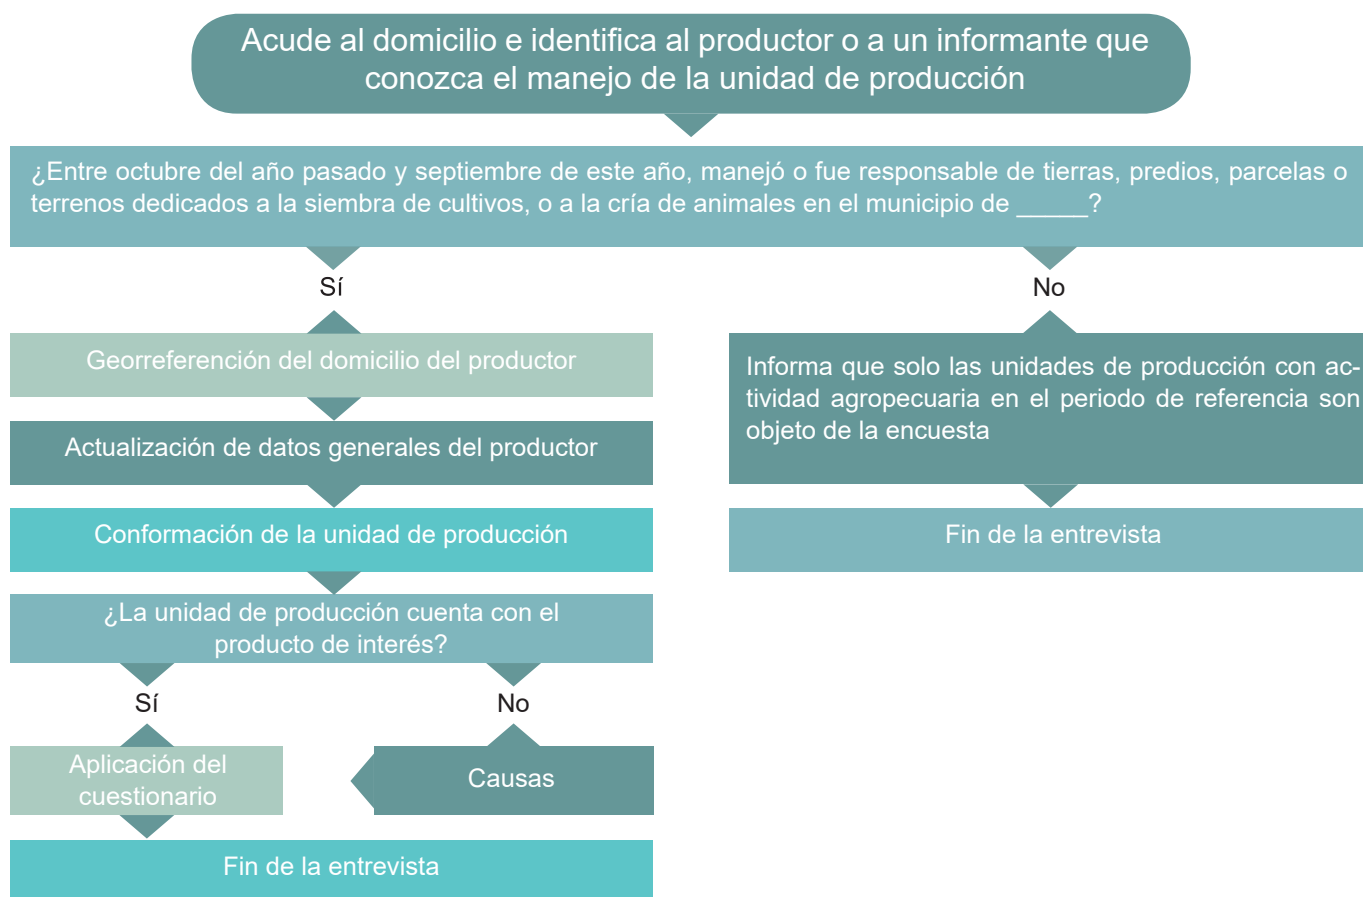 Acude al domicilio e identifica al productor o a un informante que
conozca el manejo de la unidad de producción
¿Entre octubre del año pasado y septiembre de este año, manejó o fue responsable de tierras, predios, parcelas o
terrenos dedicados a la siembra de cultivos, o a la cría de animales en el municipio de _____?
Sí
No
Georreferención del domicilio del productor
Actualización de datos generales del productor
Conformación de la unidad de producción
¿La unidad de producción cuenta con el
producto de interés?
Sí
No
Aplicación del
cuestionario
Causas
Fin de la entrevista
Informa que solo las unidades de producción con ac-
tividad agropecuaria en el periodo de referencia son
objeto de la encuesta
Fin de la entrevista